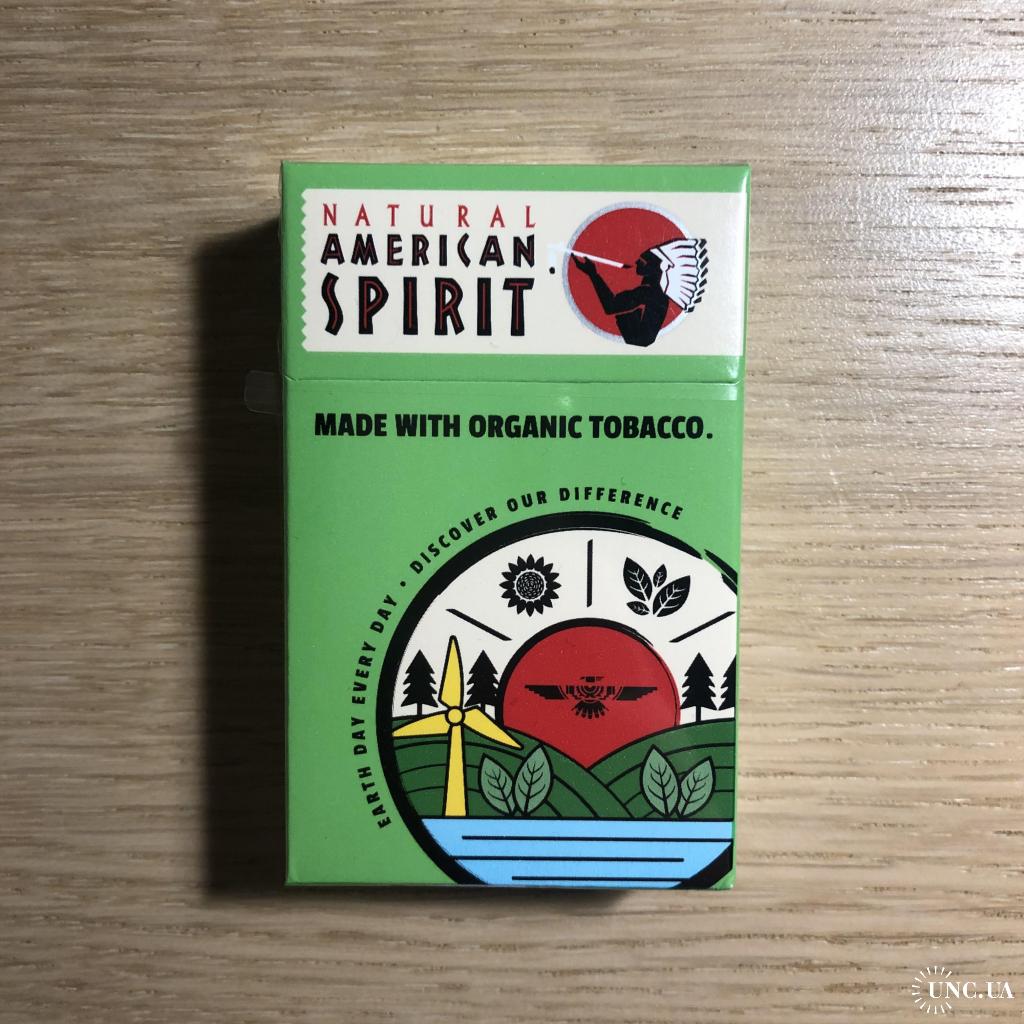 NATURAL
AMERICAN
SPIRIT
MADE WITH ORGANIC TOBACCO.
EARTH DAY EVERY DAY • DISCOVER OUR DIFFERENCE
UNC.UA